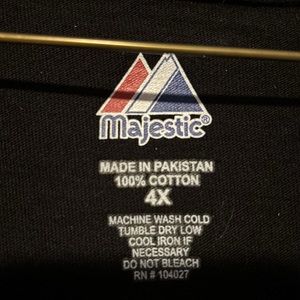 Majestic®
MADE IN PAKISTAN
100% COTTON
4X
MACHINE WASH COLD
TUMBLE DRY LOW
COOL IRON IF
NECESSARY
DO NOT BLEACH
RN # 104027